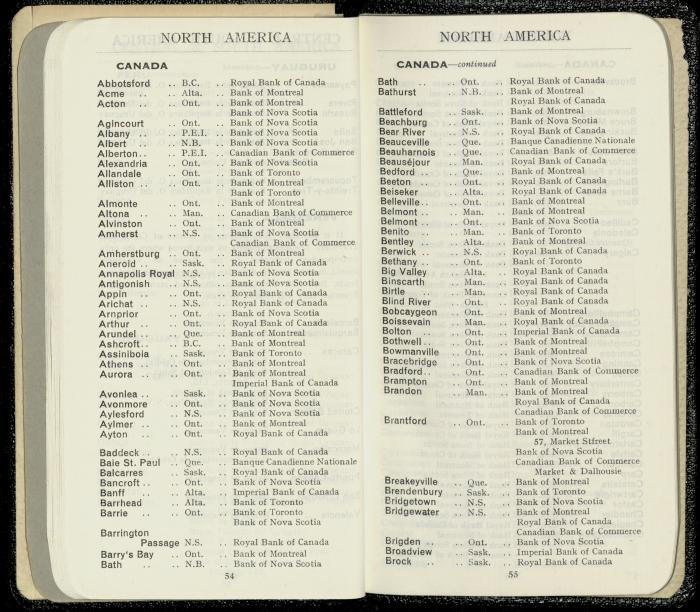 NORTH AMERICA
CANADA
Abbotsford .. B.C. .. Royal Bank of Canada
Acme .. .. Alta. .. Bank of Montreal
Acton .. .. Ont. .. Bank of Montreal
Bank of Nova Scotia
Agincourt .. Ont. .. Bank of Nova Scotia
Albany .. .. P.E.I. .. Bank of Nova Scotia
Albert .. .. N.B. .. Bank of Nova Scotia
Alberton .. .. P.E.I. .. Canadian Bank of Commerce
Alexandria .. Ont. .. Bank of Nova Scotia
Allandale .. Ont. .. Bank of Toronto
Alliston .. .. Ont. .. Bank of Montreal
Bank of Toronto
Almonte .. Ont. .. Bank of Montreal
Altona .. .. Man. .. Canadian Bank of Commerce
Alvinston .. Ont. .. Bank of Montreal
Amherst .. N.S. .. Bank of Nova Scotia
Canadian Bank of Commerce
Amherstburg .. Ont. .. Bank of Montreal
Aneroid .. .. Sask. .. Royal Bank of Canada
Annapolis Royal N.S. .. Bank of Nova Scotia
Antigonish .. N.S. .. Bank of Nova Scotia
Appin .. .. Ont. .. Royal Bank of Canada
Arichat .. .. N.S. .. Royal Bank of Canada
Arnprior .. Ont. .. Bank of Nova Scotia
Arthur .. .. Ont. .. Royal Bank of Canada
Arundel .. .. Que. .. Bank of Montreal
Ashcroft .. .. B.C. .. Bank of Montreal
Assiniboia .. Sask. .. Bank of Toronto
Athens .. .. Ont. .. Bank of Montreal
Aurora .. .. Ont. .. Bank of Montreal
Imperial Bank of Canada
Avonlea .. .. Sask. .. Bank of Nova Scotia
Avonmore .. Ont. .. Bank of Nova Scotia
Aylesford .. N.S. .. Bank of Nova Scotia
Aylmer .. .. Ont. .. Bank of Montreal
Ayton .. .. Ont. .. Royal Bank of Canada
Baddeck .. .. N.S. .. Royal Bank of Canada
Baie St. Paul .. Que. .. Banque Canadienne Nationale
Balcarres .. Sask. .. Royal Bank of Canada
Bancroft .. .. Ont. .. Bank of Nova Scotia
Banff .. .. Alta. .. Imperial Bank of Canada
Barrhead .. Alta. .. Bank of Toronto
Barrie .. .. Ont. .. Bank of Toronto
Bank of Nova Scotia
Barrington
Passage N.S. .. Royal Bank of Canada
Barry's Bay .. Ont. .. Bank of Montreal
Bath .. .. N.B. .. Bank of Nova Scotia
54
NORTH AMERICA
CANADA—continued
Bath .. .. Ont. .. Royal Bank of Canada
Bathurst .. N.B. .. Bank of Montreal
Royal Bank of Canada
Battleford .. Sask. .. Bank of Montreal
Beachburg .. Ont. .. Bank of Nova Scotia
Bear River .. N.S. .. Royal Bank of Canada
Beauceville .. Que. .. Banque Canadienne Nationale
Beauharnois .. Que. .. Canadian Bank of Commerce
Beauséjour .. Man. .. Royal Bank of Canada
Bedford .. .. Que. .. Bank of Montreal
Beeton .. .. Ont. .. Royal Bank of Canada
Beiseker .. Alta. .. Royal Bank of Canada
Belleville .. .. Ont. .. Bank of Montreal
Belmont .. .. Man. .. Bank of Montreal
Belmont .. .. Ont. .. Bank of Nova Scotia
Benito .. .. Man. .. Bank of Toronto
Bentley .. .. Alta. .. Bank of Montreal
Berwick .. .. N.S. .. Royal Bank of Canada
Bethany .. .. Ont. .. Bank of Toronto
Big Valley .. Alta. .. Royal Bank of Canada
Binscarth .. Man. .. Royal Bank of Canada
Birtle .. .. Man. .. Royal Bank of Canada
Blind River .. Ont. .. Royal Bank of Canada
Bobcaygeon .. Ont. .. Bank of Montreal
Boissevain .. Man. .. Royal Bank of Canada
Bolton .. .. Ont. .. Imperial Bank of Canada
Bothwell .. .. Ont. .. Bank of Montreal
Bowmanville .. Ont. .. Bank of Montreal
Bracebridge .. Ont. .. Bank of Nova Scotia
Bradford .. .. Ont. .. Canadian Bank of Commerce
Brampton .. Ont. .. Bank of Montreal
Brandon .. Man. .. Bank of Montreal
Royal Bank of Canada
Canadian Bank of Commerce
Brantford .. Ont. .. Bank of Toronto
Bank of Montreal
57, Market Stfreet
Bank of Nova Scotia
Canadian Bank of Commerce
Market & Dalhousie
Breakeyville .. Que. .. Bank of Montreal
Brendenbury .. Sask. .. Bank of Toronto
Bridgetown .. N.S. .. Bank of Nova Scotia
Bridgewater .. N.S. .. Bank of Montreal
Royal Bank of Canada
Canadian Bank of Commerce
Brigden .. .. Ont. .. Bank of Nova Scotia
Broadview .. Sask. .. Imperial Bank of Canada
Brock .. .. Sask. .. Royal Bank of Canada
55